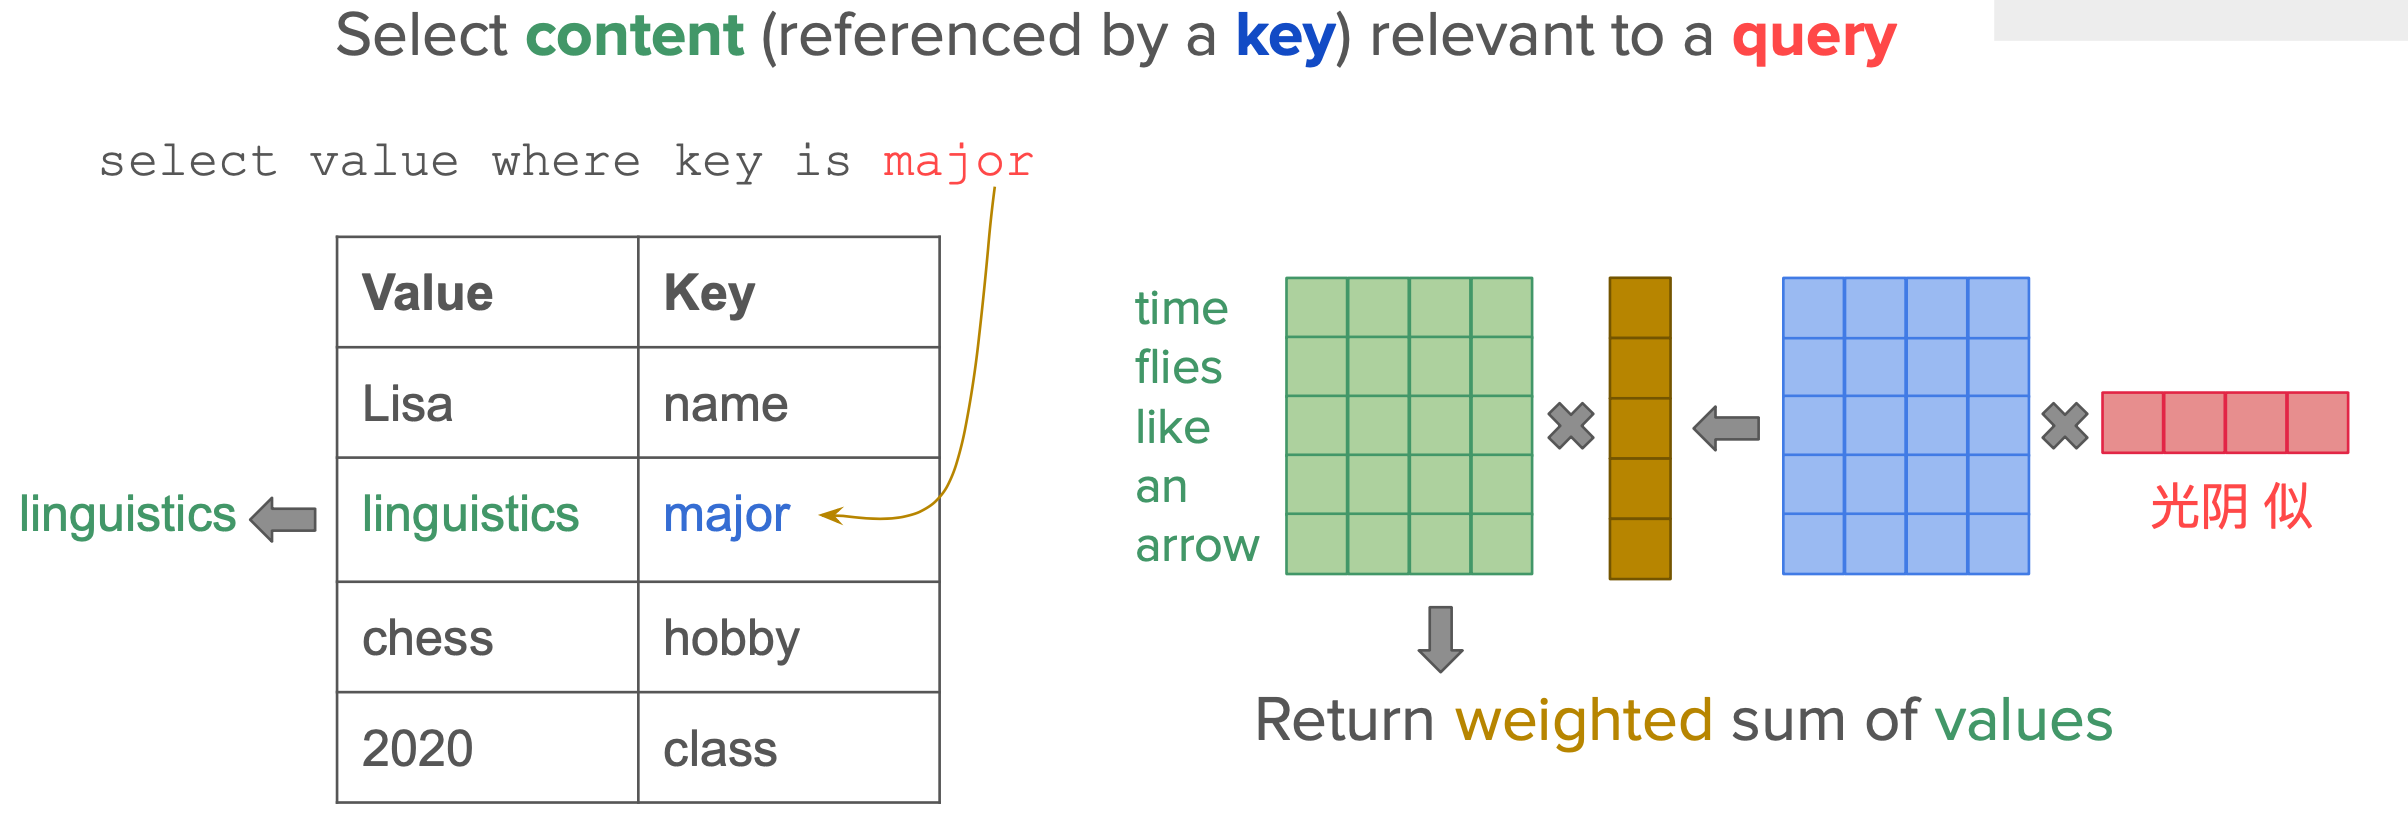 Select content (referenced by a key) relevant to a query
select value where key is major
Value Key
Lisa name
linguistics linguistics major
chess hobby
2020 class
time
flies
like
an
arrow
光阴 似
Return weighted sum of values